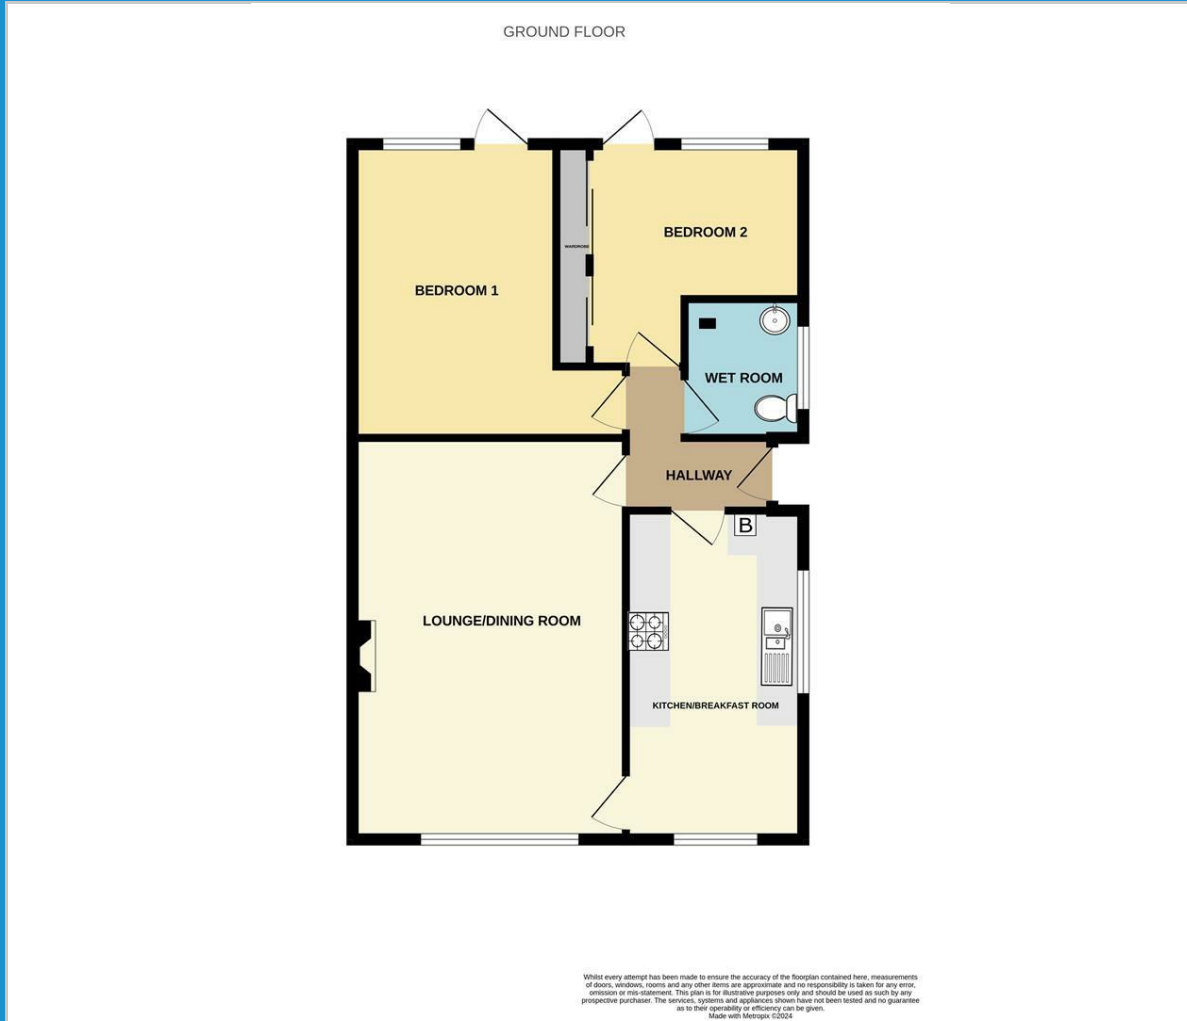 GROUND FLOOR
WARDROBE
BEDROOM 2
BEDROOM 1
WET ROOM
HALLWAY
B
LOUNGE/DINING ROOM
KITCHEN/BREAKFAST ROOM
Whilst every attempt has been made to ensure the accuracy of the floorplan contained here, measurements
of doors, windows, rooms and any other items are approximate and no responsibility is taken for any error,
omission or mis-statement. This plan is for illustrative purposes only and should be used as such by any
prospective purchaser. The services, systems and appliances shown have not been tested and no guarantee
as to their operability or efficiency can be given.
Made with Metropix ©2024